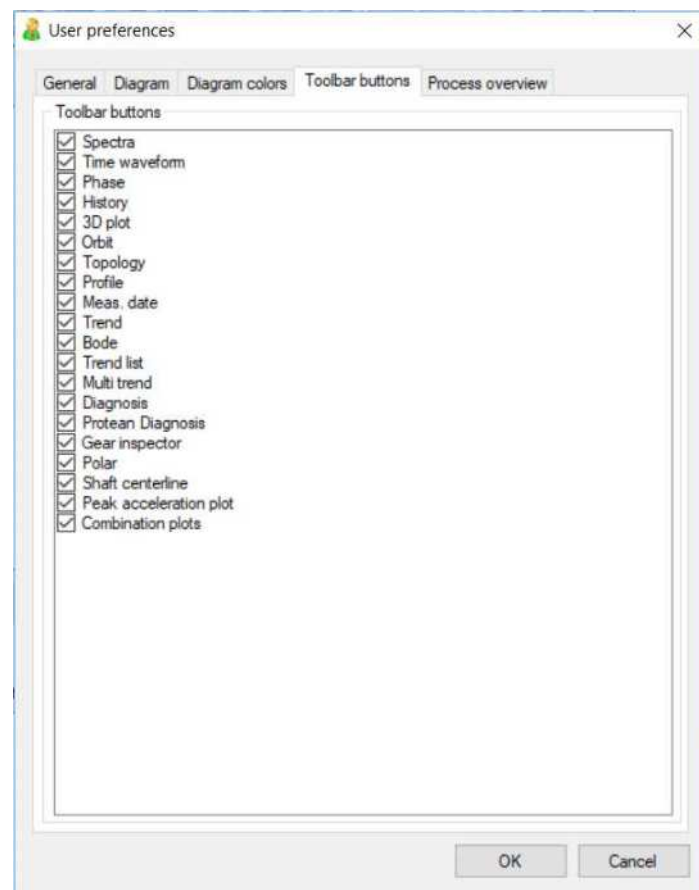 User preferences
General Diagram Diagram colors Toolbar buttons Process overview
Toolbar buttons
Spectra
Time waveform
Phase
History
3D plot
Orbit
Topology
Profile
Meas. date
Trend
Bode
Trend list
Multi trend
Diagnosis
Protean Diagnosis
Gear inspector
Polar
Shaft centerline
Peak acceleration plot
Combination plots
OK Cancel